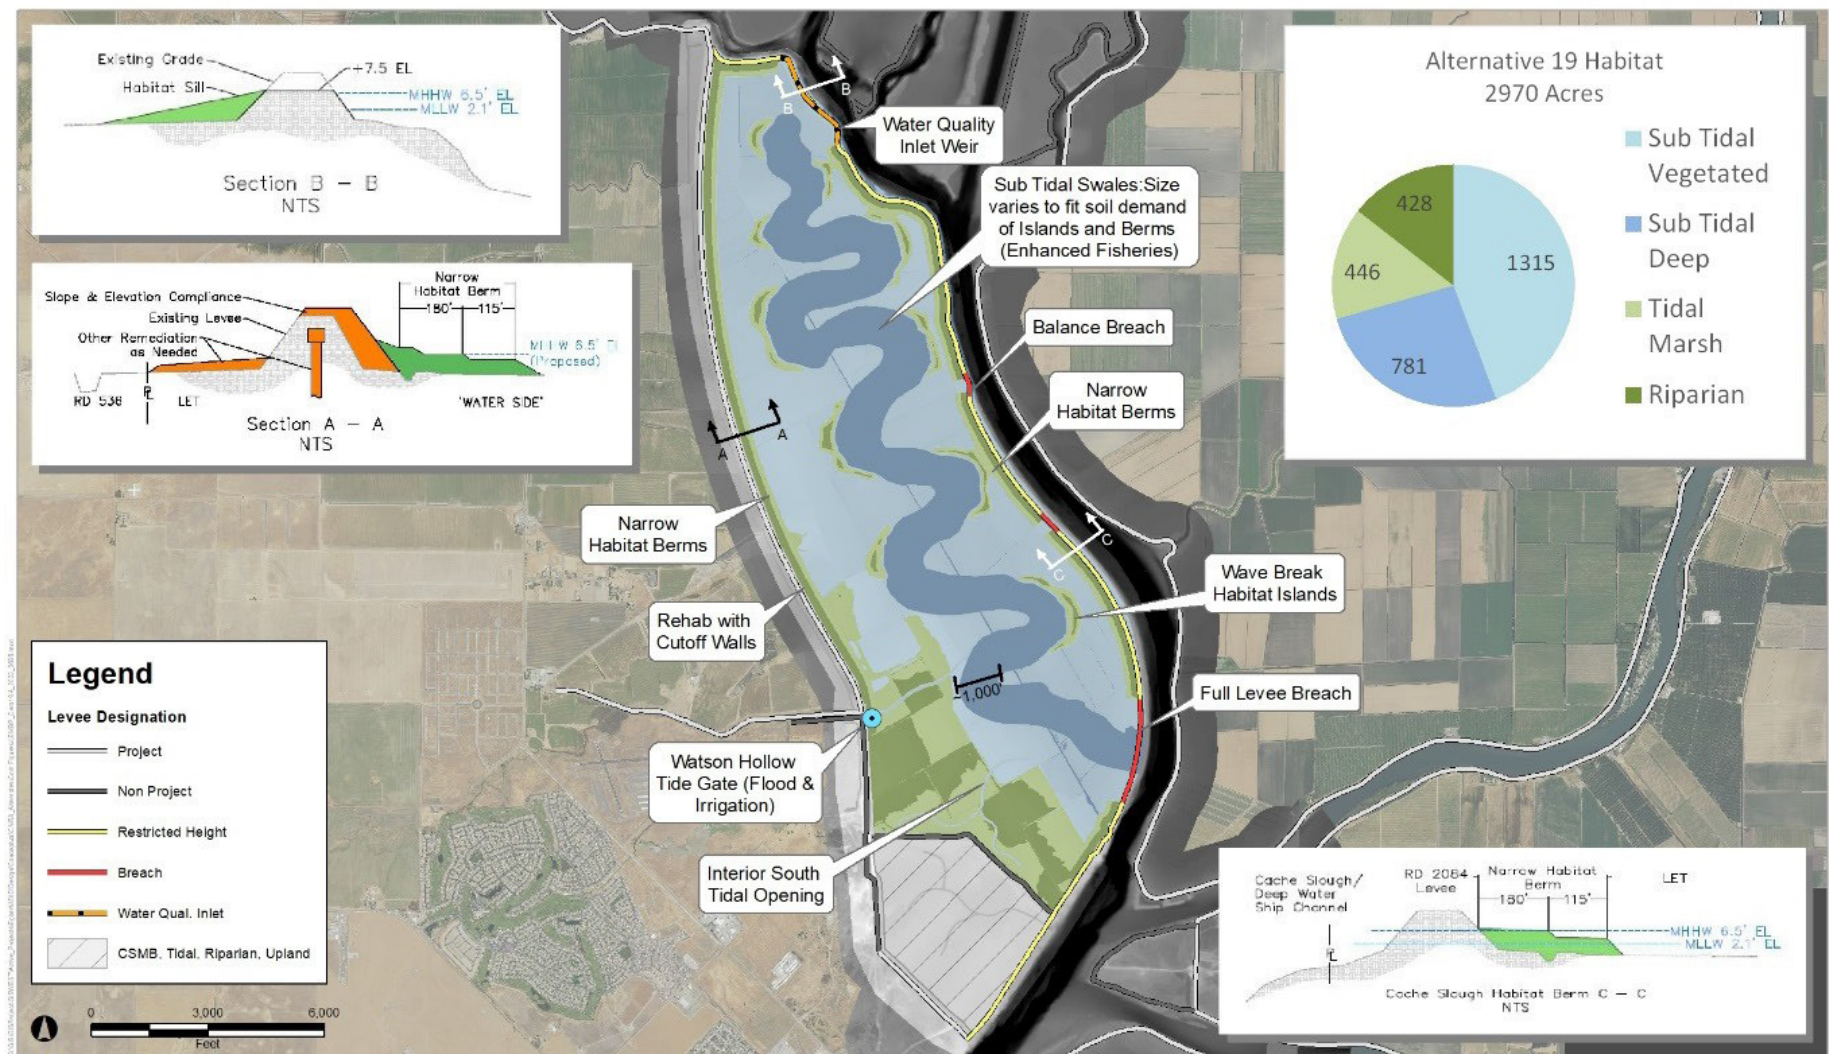 Existing Grade
Habitat Sill
+7.5 EL
MHHW 6.5' EL
MLLW 2.1' EL
Section B - B
NTS
Slope & Elevation Compliance
Existing Levee
Other Remediation
as Needed
Narrow
Habitat Berm
180'
115'
MHHW 6.5' EL
(Proposed)
RD 536
LET
'WATER SIDE'
Section A - A
NTS
B
B
Water Quality
Inlet Weir
Sub Tidal Swales:Size
varies to fit soil demand
of Islands and Berms
(Enhanced Fisheries)
Balance Breach
Narrow
Habitat Berms
A
A
Narrow
Habitat Berms
C
C
Wave Break
Habitat Islands
Rehab with
Cutoff Walls
~1,000'
Full Levee Breach
Watson Hollow
Tide Gate (Flood &
Irrigation)
Interior South
Tidal Opening
Alternative 19 Habitat
2970 Acres
428
446
781
1315
Sub Tidal
Vegetated
Sub Tidal
Deep
Tidal
Marsh
Riparian
Legend
Levee Designation
Project
Non Project
Restricted Height
Breach
Water Qual. Inlet
CSMB, Tidal, Riparian, Upland
0
3,000
6,000
Feet
Cache Slough/
Deep Water
Ship Channel
RD 2084
Levee
Narrow Habitat
Berm
180'
115'
LET
MHHW 6.5' EL
MLLW 2.1' EL
Cache Slough Habitat Berm C - C
NTS